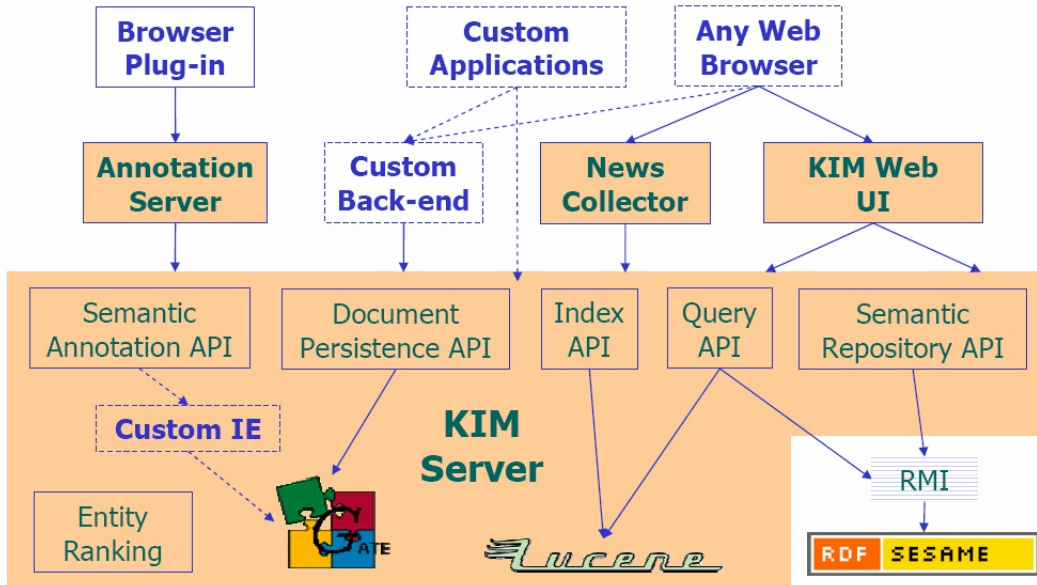 Browser
Plug-in
Custom
Applications
Any Web
Browser
Annotation
Server
Custom
Back-end
News
Collector
KIM Web
UI
Semantic
Annotation API
Document
Persistence API
Index
API
Query
API
Semantic
Repository API
Custom IE
KIM
Server
RMI
Entity
Ranking
GATE
Lucene
RDF SESAME